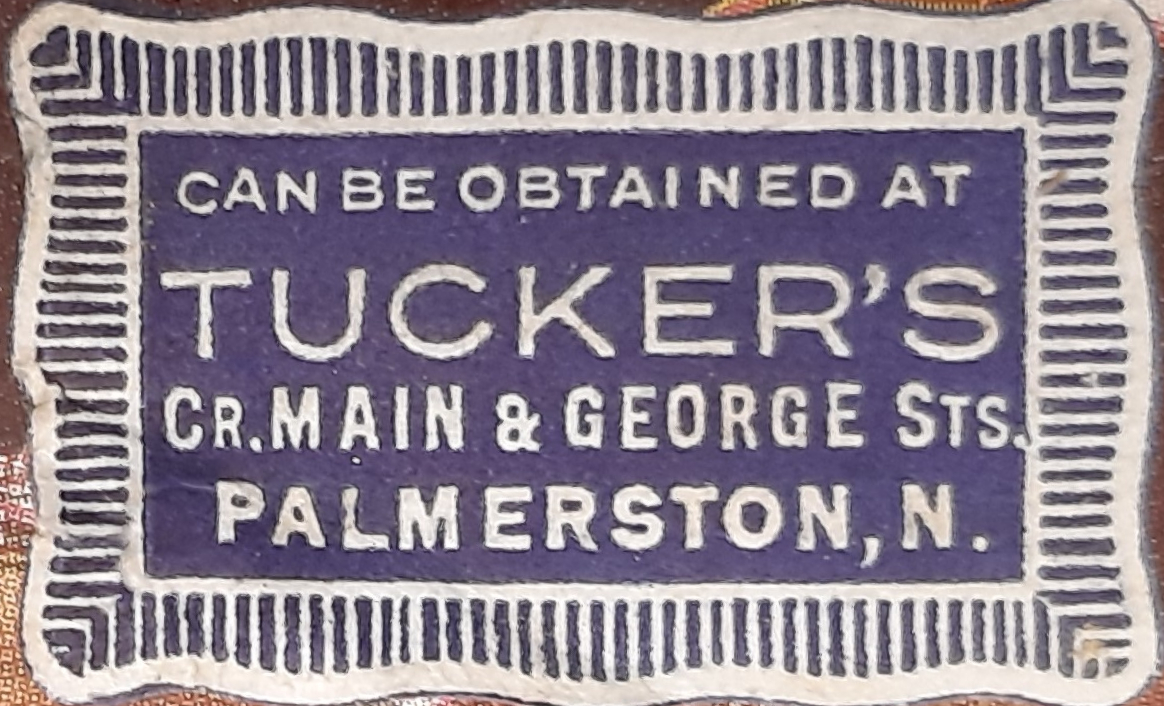 CAN BE OBTAINED AT
TUCKER'S
CR. MAIN & GEORGE STS.
PALMERSTON, N.